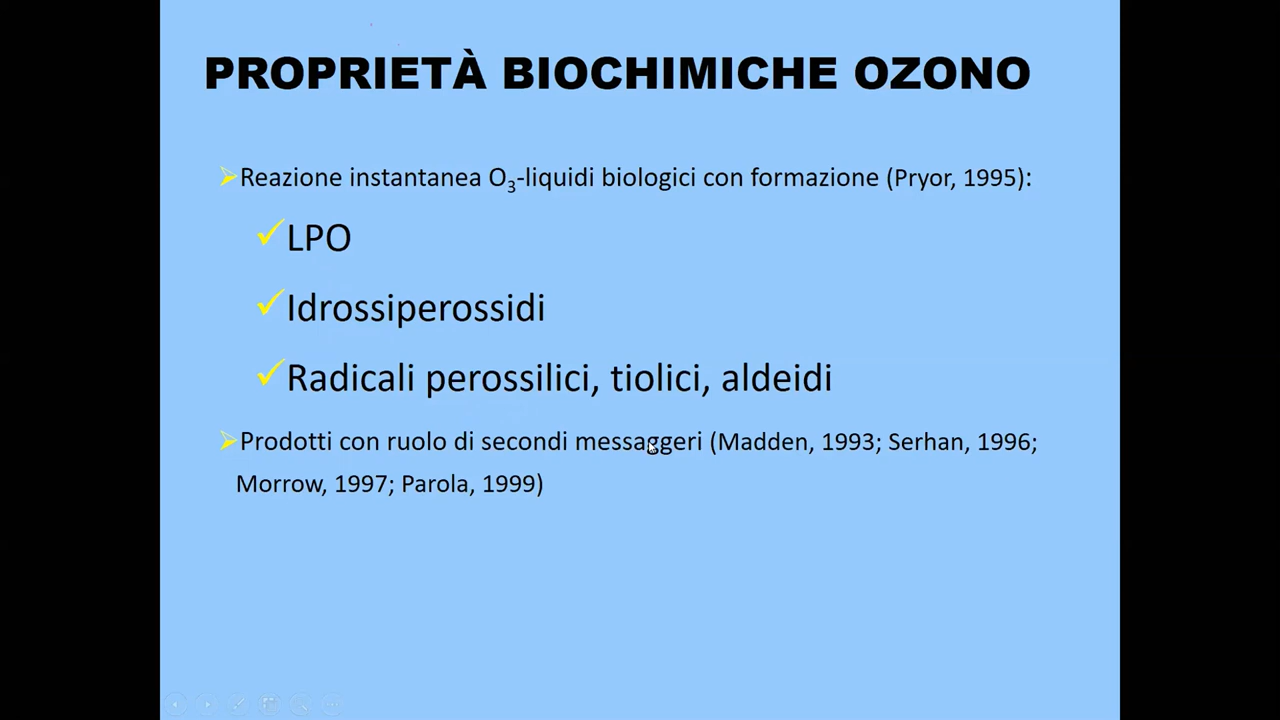 PROPRIETÀ BIOCHIMICHE OZONO
Reazione instantanea O₃-liquidi biologici con formazione (Pryor, 1995):
LPO
Idrossiperossidi
Radicali perossilici, tiolici, aldeidi
Prodotti con ruolo di secondi messaggeri (Madden, 1993; Serhan, 1996;
Morrow, 1997; Parola, 1999)